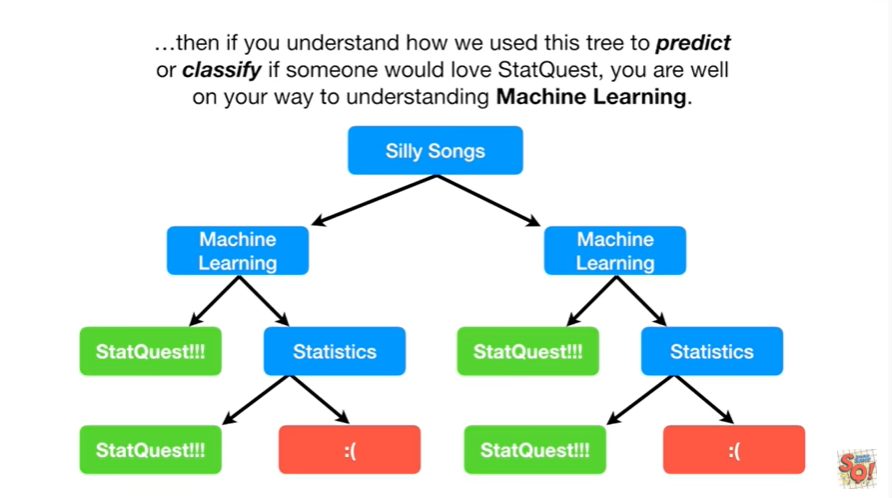 ...then if you understand how we used this tree to predict
or classify if someone would love StatQuest, you are well
on your way to understanding Machine Learning.
Silly Songs
Machine
Learning
Machine
Learning
StatQuest!!!
Statistics
StatQuest!!!
Statistics
StatQuest!!!
:(
StatQuest!!!
:(
SQ!